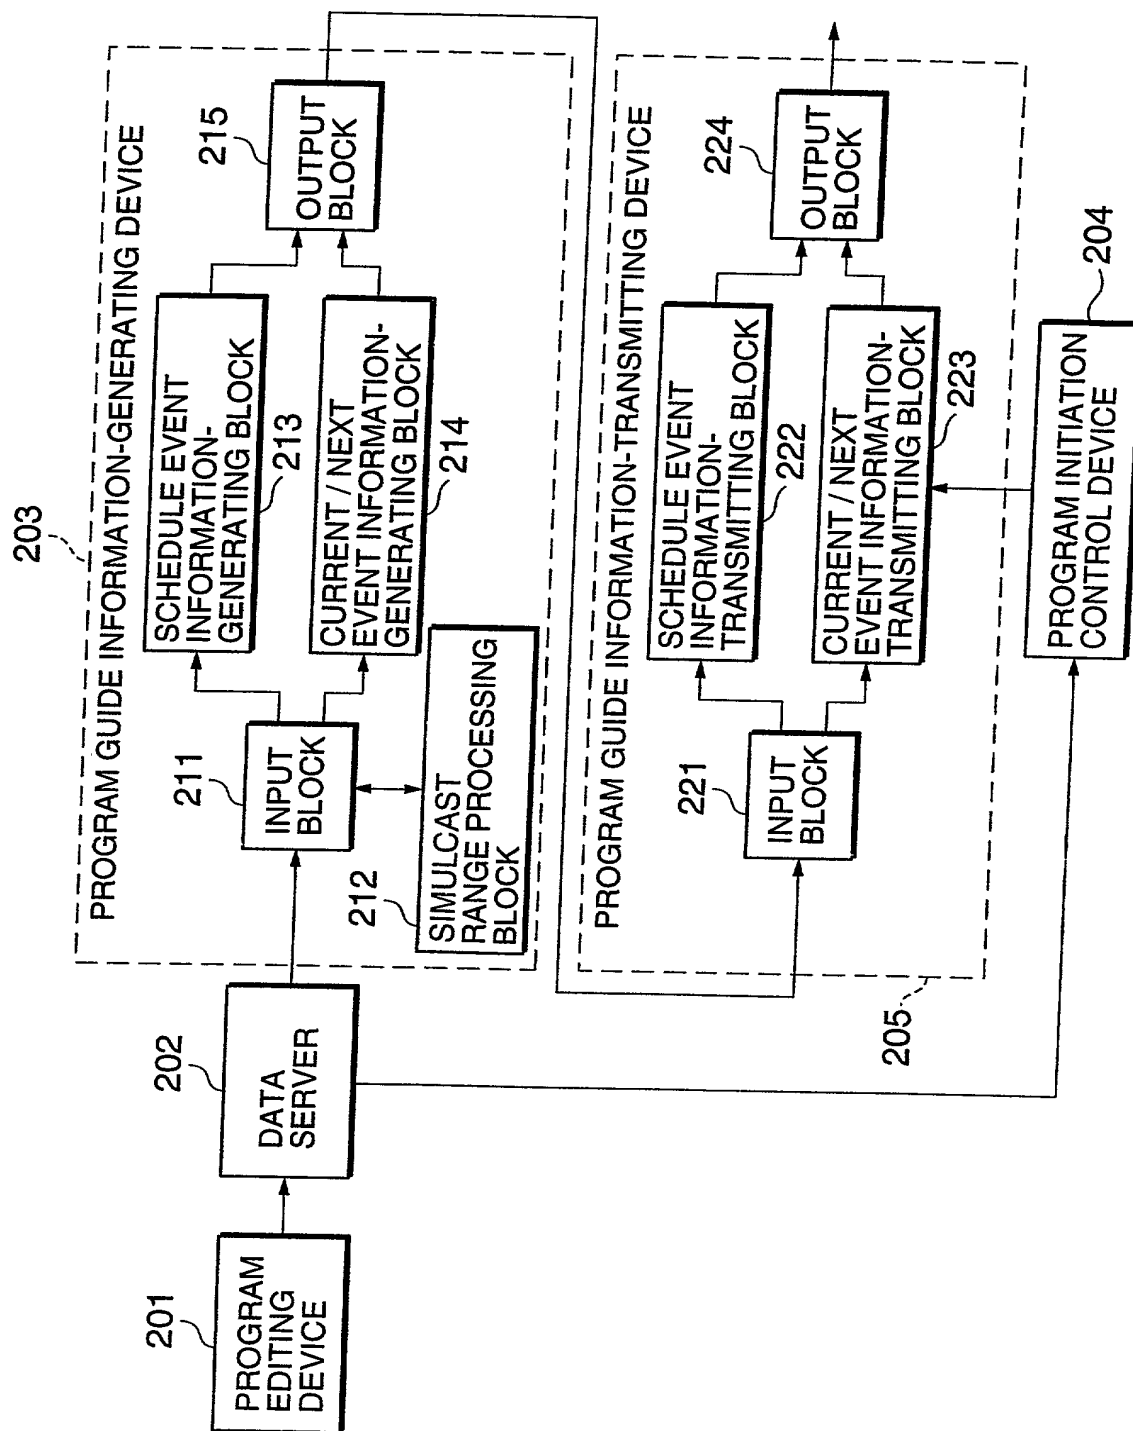 203
PROGRAM GUIDE INFORMATION-GENERATING DEVICE
201
PROGRAM
EDITING
DEVICE
202
DATA
SERVER
211
INPUT
BLOCK
212
SIMULCAST
RANGE PROCESSING
BLOCK
SCHEDULE EVENT
INFORMATION-
GENERATING BLOCK
213
CURRENT / NEXT
EVENT INFORMATION-
GENERATING BLOCK
214
215
OUTPUT
BLOCK
PROGRAM GUIDE INFORMATION-TRANSMITTING DEVICE
205
221
INPUT
BLOCK
SCHEDULE EVENT
INFORMATION-
TRANSMITTING BLOCK
222
CURRENT / NEXT
EVENT INFORMATION-
TRANSMITTING BLOCK
223
224
OUTPUT
BLOCK
204
PROGRAM INITIATION
CONTROL DEVICE